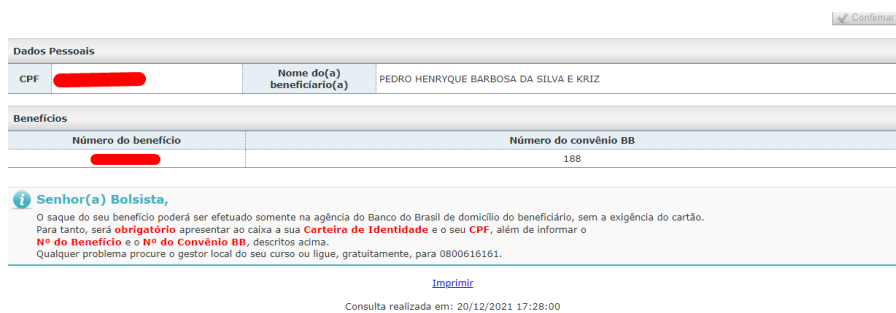 Confirmar
Dados Pessoais
CPF
Nome do(a)
beneficíario(a)
PEDRO HENRYQUE BARBOSA DA SILVA E KRIZ
Benefícios
Número do benefício Número do convênio BB
188
Senhor(a) Bolsista,
O saque do seu benefício poderá ser efetuado somente na agência do Banco do Brasil de domicílio do beneficiário, sem a exigência do cartão.
Para tanto, será obrigatório apresentar ao caixa a sua Carteira de Identidade e o seu CPF, além de informar o
Nº do Benefício e o Nº do Convênio BB, descritos acima.
Qualquer problema procure o gestor local do seu curso ou ligue, gratuitamente, para 0800616161.
Imprimir
Consulta realizada em: 20/12/2021 17:28:00